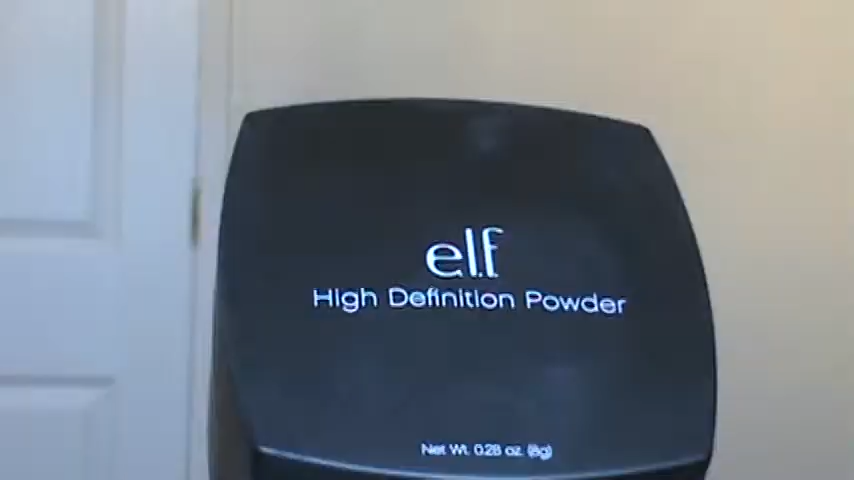 e.l.f.
High Definition Powder
Net Wt. 0.28 oz. (8g)